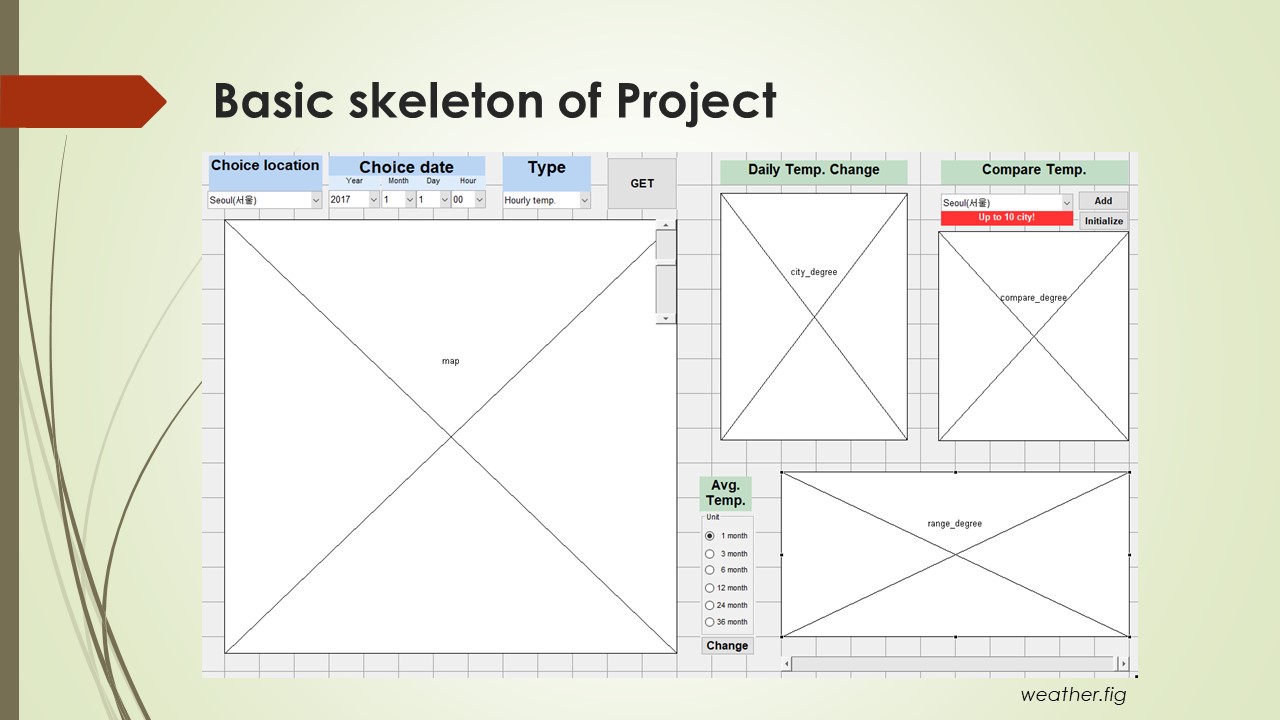 Basic skeleton of Project
Choice location
Seoul(서울)
Choice date
Year Month Day Hour
2017 1 1 00
Type
Hourly temp.
GET
map
Daily Temp. Change
city_degree
Compare Temp.
Seoul(서울)
Add
Up to 10 city!
Initialize
compare_degree
Avg.
Temp.
Unit
1 month
3 month
6 month
12 month
24 month
36 month
Change
range_degree
weather.fig